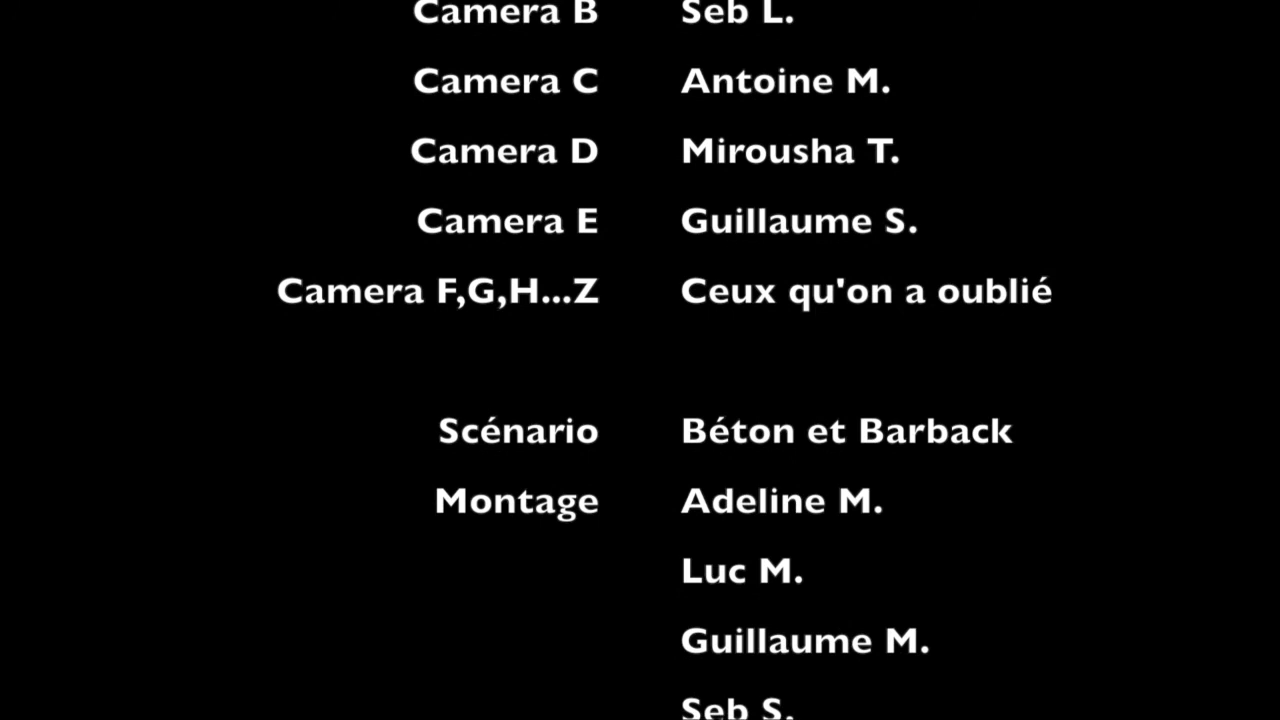 Camera B Seb L.
Camera C Antoine M.
Camera D Mirousha T.
Camera E Guillaume S.
Camera F,G,H...Z Ceux qu'on a oublié
Scénario Béton et Barback
Montage Adeline M.
Luc M.
Guillaume M.
Seb S.